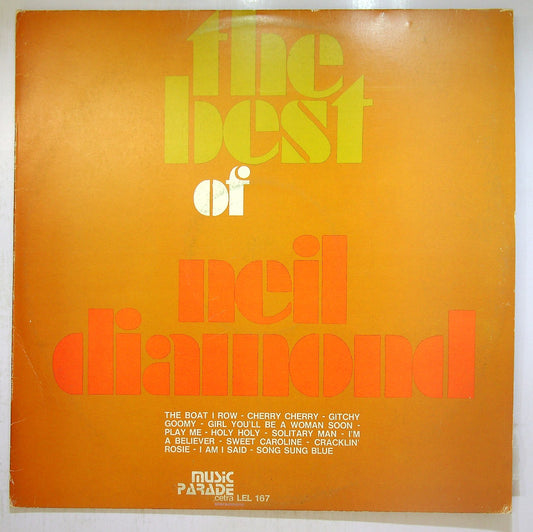 the
best
of
neil
diamond
THE BOAT I ROW - CHERRY CHERRY - GITCHY
GOOMY - GIRL YOU'LL BE A WOMAN SOON -
PLAY ME - HOLY HOLY - SOLITARY MAN - I'M
A BELIEVER - SWEET CAROLINE - CRACKLIN'
ROSIE - I AM I SAID - SONG SUNG BLUE
MUSIC
PARADE
cetra LEL 167